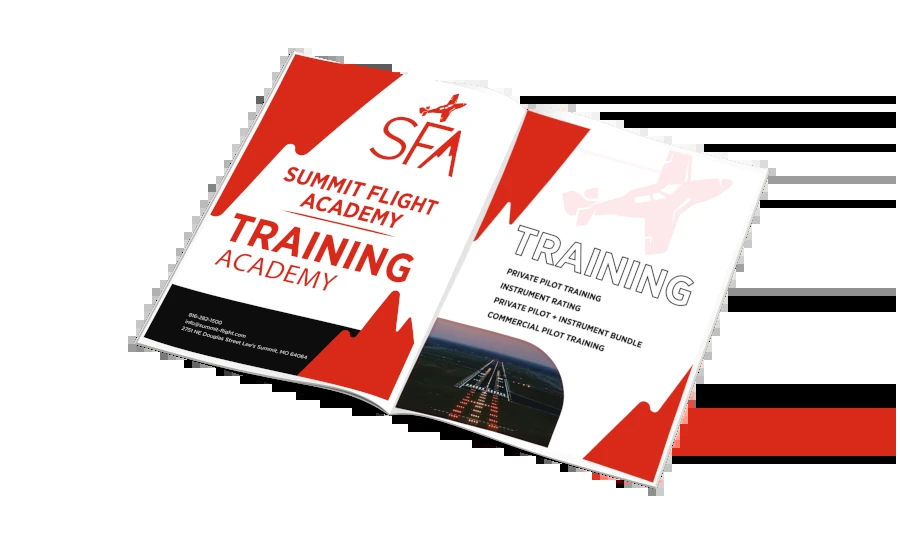 SFA
SUMMIT FLIGHT
ACADEMY
TRAINING
ACADEMY
816-282-1500
info@summit-flight.com
2751 NE Douglas Street Lee's Summit, MO 64064
TRAINING
PRIVATE PILOT TRAINING
INSTRUMENT RATING
PRIVATE PILOT + INSTRUMENT BUNDLE
COMMERCIAL PILOT TRAINING